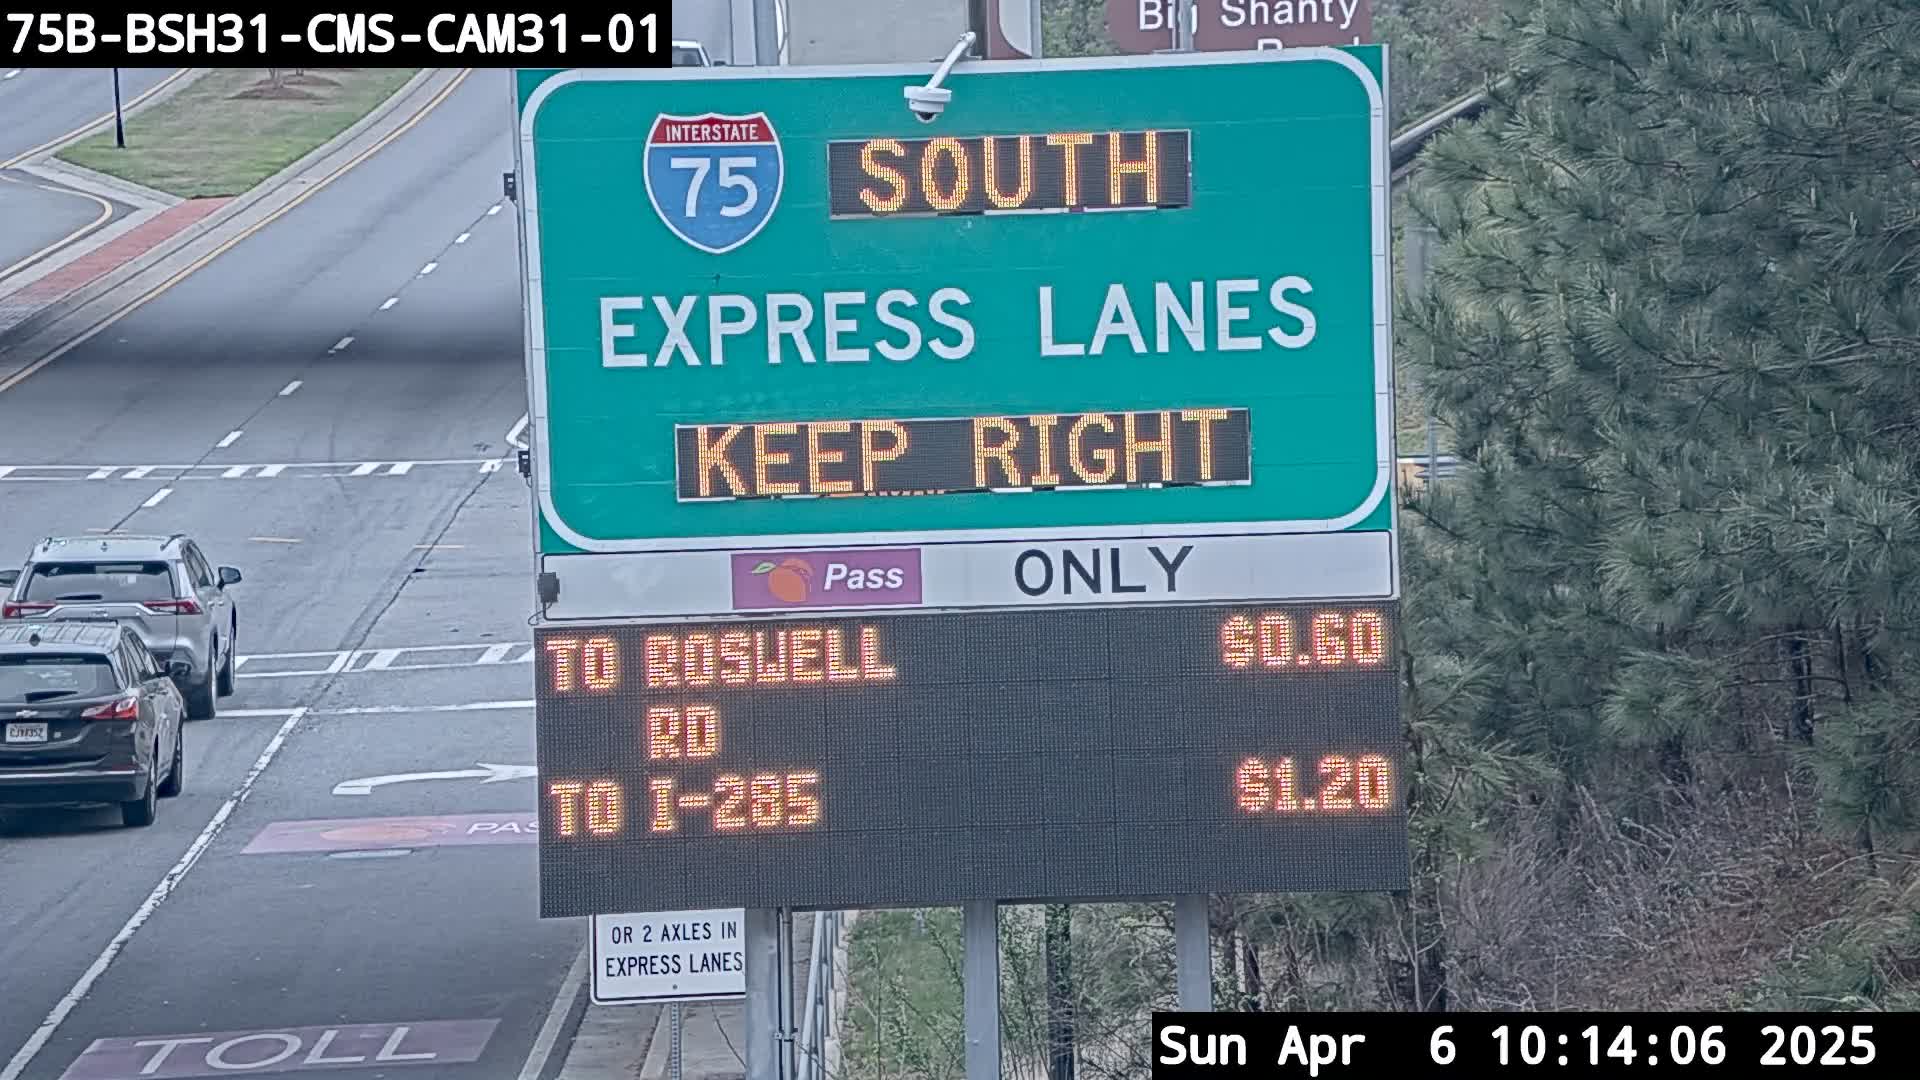 75B-BSH31-CMS-CAM31-01
Big Shanty
INTERSTATE
75
SOUTH
EXPRESS LANES
KEEP RIGHT
Pass
ONLY
TO ROSWELL $0.60
RD
TO I-285 $1.20
OR 2 AXLES IN
EXPRESS LANES
TOLL
Sun Apr 6 10:14:06 2025